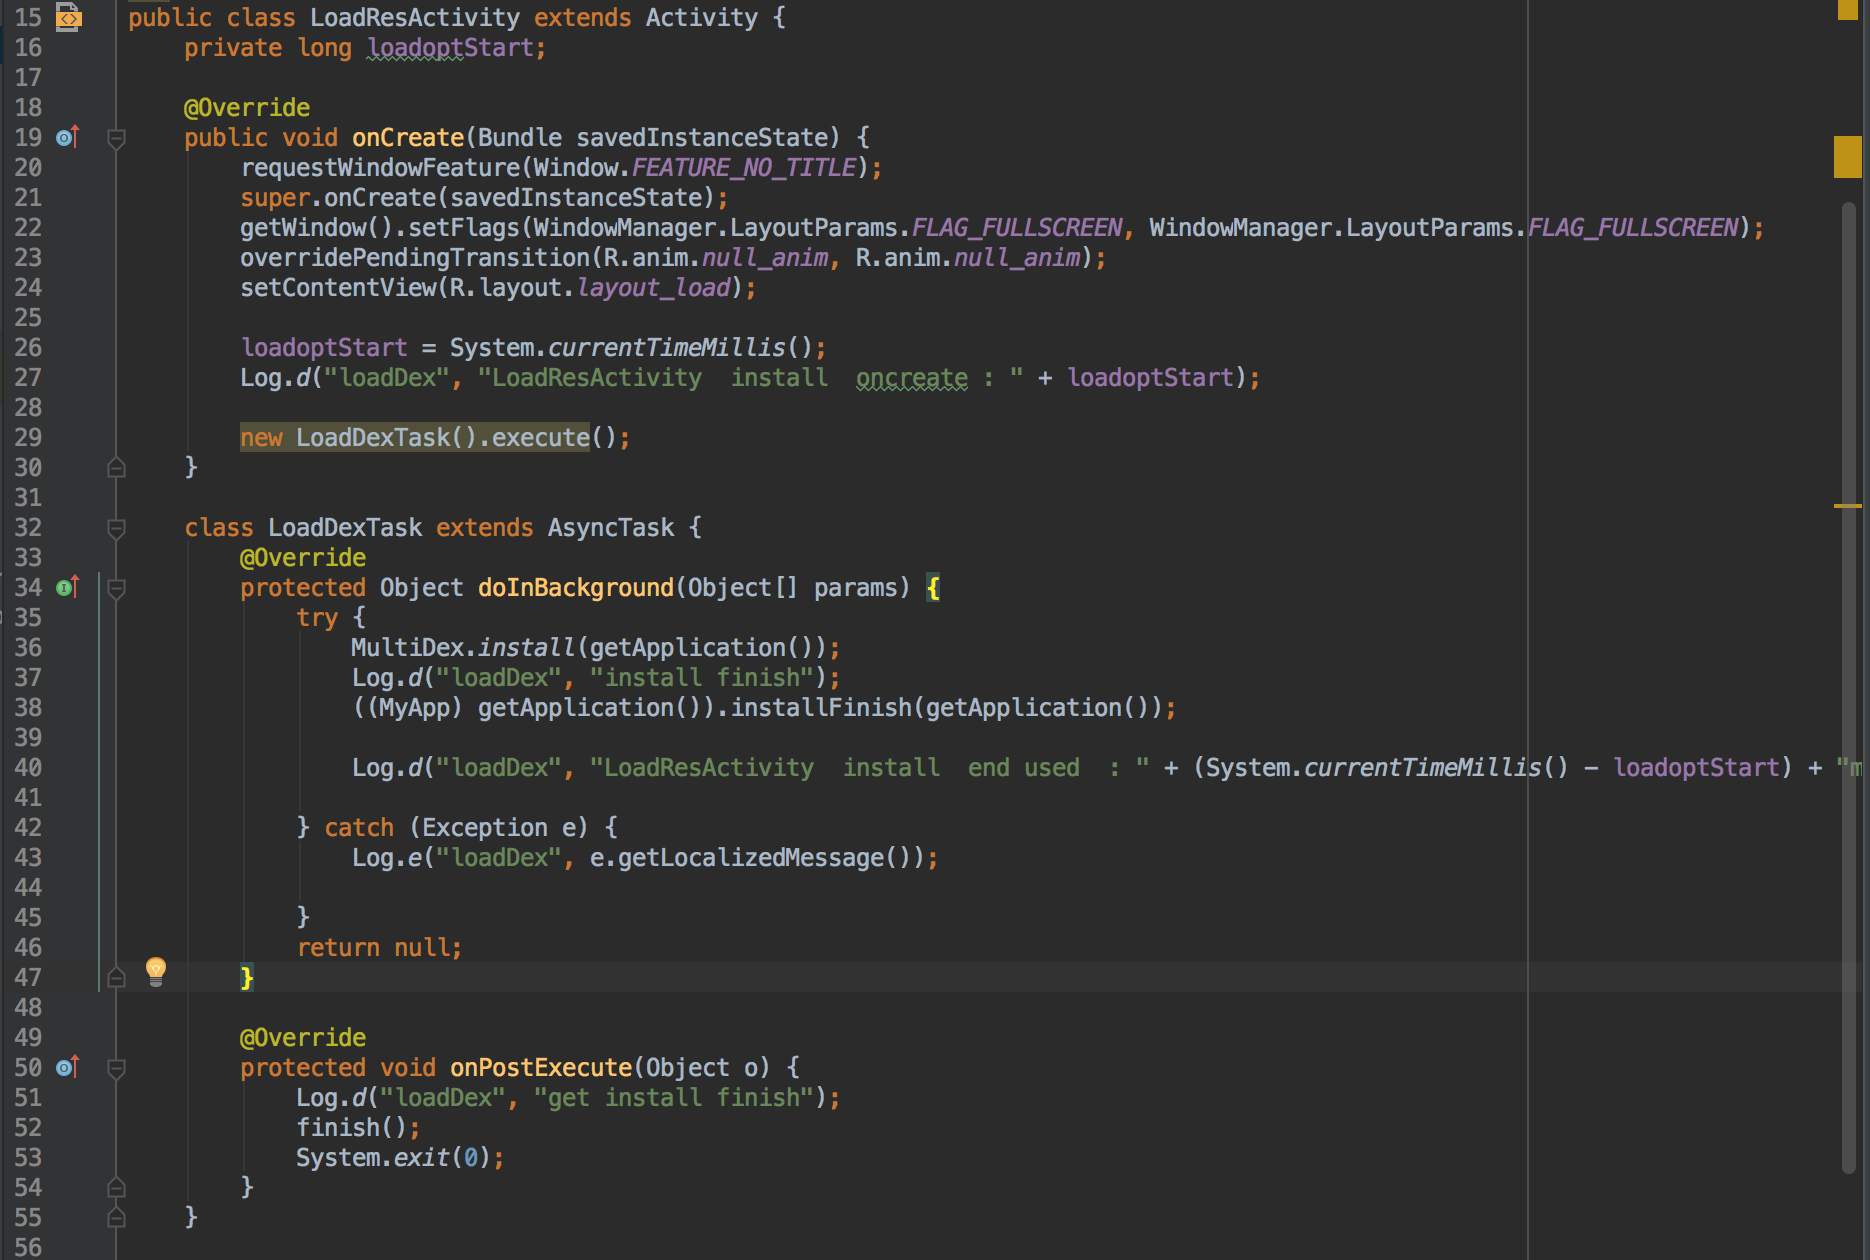 15 public class LoadResActivity extends Activity {
16 private long loadoptStart;
17
18 @Override
19 public void onCreate(Bundle savedInstanceState) {
20 requestWindowFeature(Window.FEATURE_NO_TITLE);
21 super.onCreate(savedInstanceState);
22 getWindow().setFlags(WindowManager.LayoutParams.FLAG_FULLSCREEN, WindowManager.LayoutParams.FLAG_FULLSCREEN);
23 overridePendingTransition(R.anim.null_anim, R.anim.null_anim);
24 setContentView(R.layout.layout_load);
25
26 loadoptStart = System.currentTimeMillis();
27 Log.d("loadDex", "LoadResActivity  install  oncreate : " + loadoptStart);
28
29 new LoadDexTask().execute();
30 }
31
32 class LoadDexTask extends AsyncTask {
33 @Override
34 protected Object doInBackground(Object[] params) {
35 try {
36 MultiDex.install(getApplication());
37 Log.d("loadDex", "install finish");
38 ((MyApp) getApplication()).installFinish(getApplication());
39
40 Log.d("loadDex", "LoadResActivity  install  end used  : " + (System.currentTimeMillis() - loadoptStart) + "m
41
42 } catch (Exception e) {
43 Log.e("loadDex", e.getLocalizedMessage());
44
45 }
46 return null;
47 }
48
49 @Override
50 protected void onPostExecute(Object o) {
51 Log.d("loadDex", "get install finish");
52 finish();
53 System.exit(0);
54 }
55 }
56